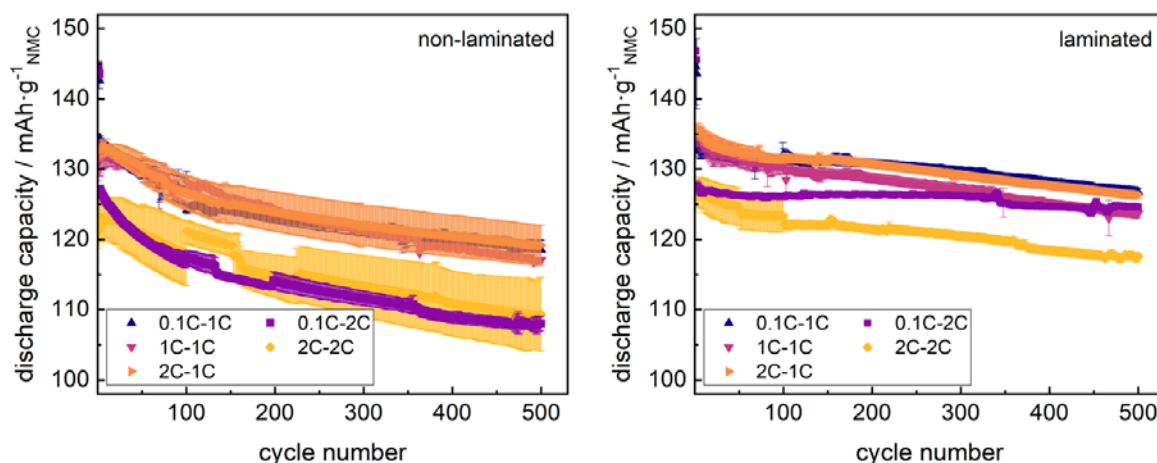 non-laminated
discharge capacity / mAh·g⁻¹NMC
150
140
130
120
110
100
0.1C-1C
0.1C-2C
1C-1C
2C-2C
2C-1C
100
200
300
400
500
cycle number
laminated
discharge capacity / mAh·g⁻¹NMC
150
140
130
120
110
100
0.1C-1C
0.1C-2C
1C-1C
2C-2C
2C-1C
100
200
300
400
500
cycle number